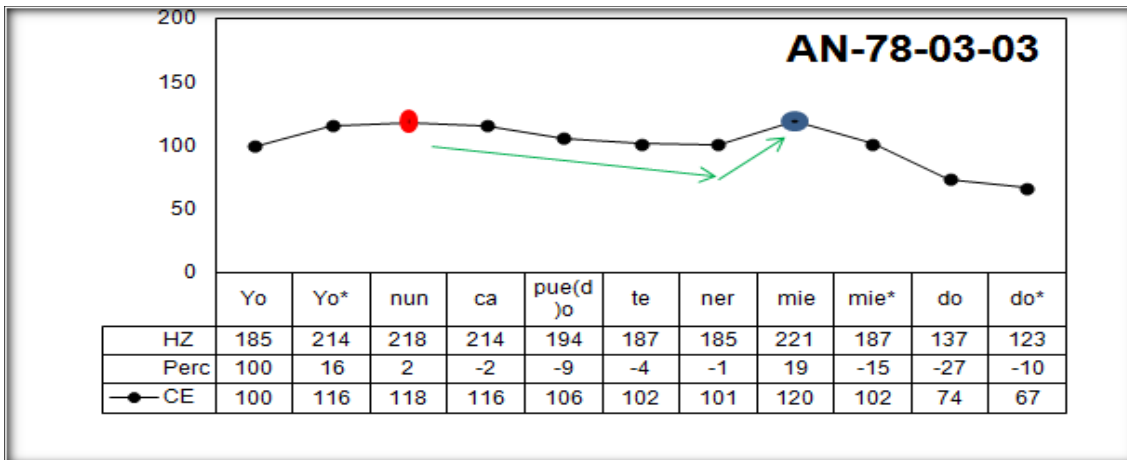 AN-78-03-03
200
150
100
50
0
Yo Yo* nun ca pue(d te ner mie mie* do do*
)o
HZ 185 214 218 214 194 187 185 221 187 137 123
Perc 100 16 2 -2 -9 -4 -1 19 -15 -27 -10
CE 100 116 118 116 106 102 101 120 102 74 67